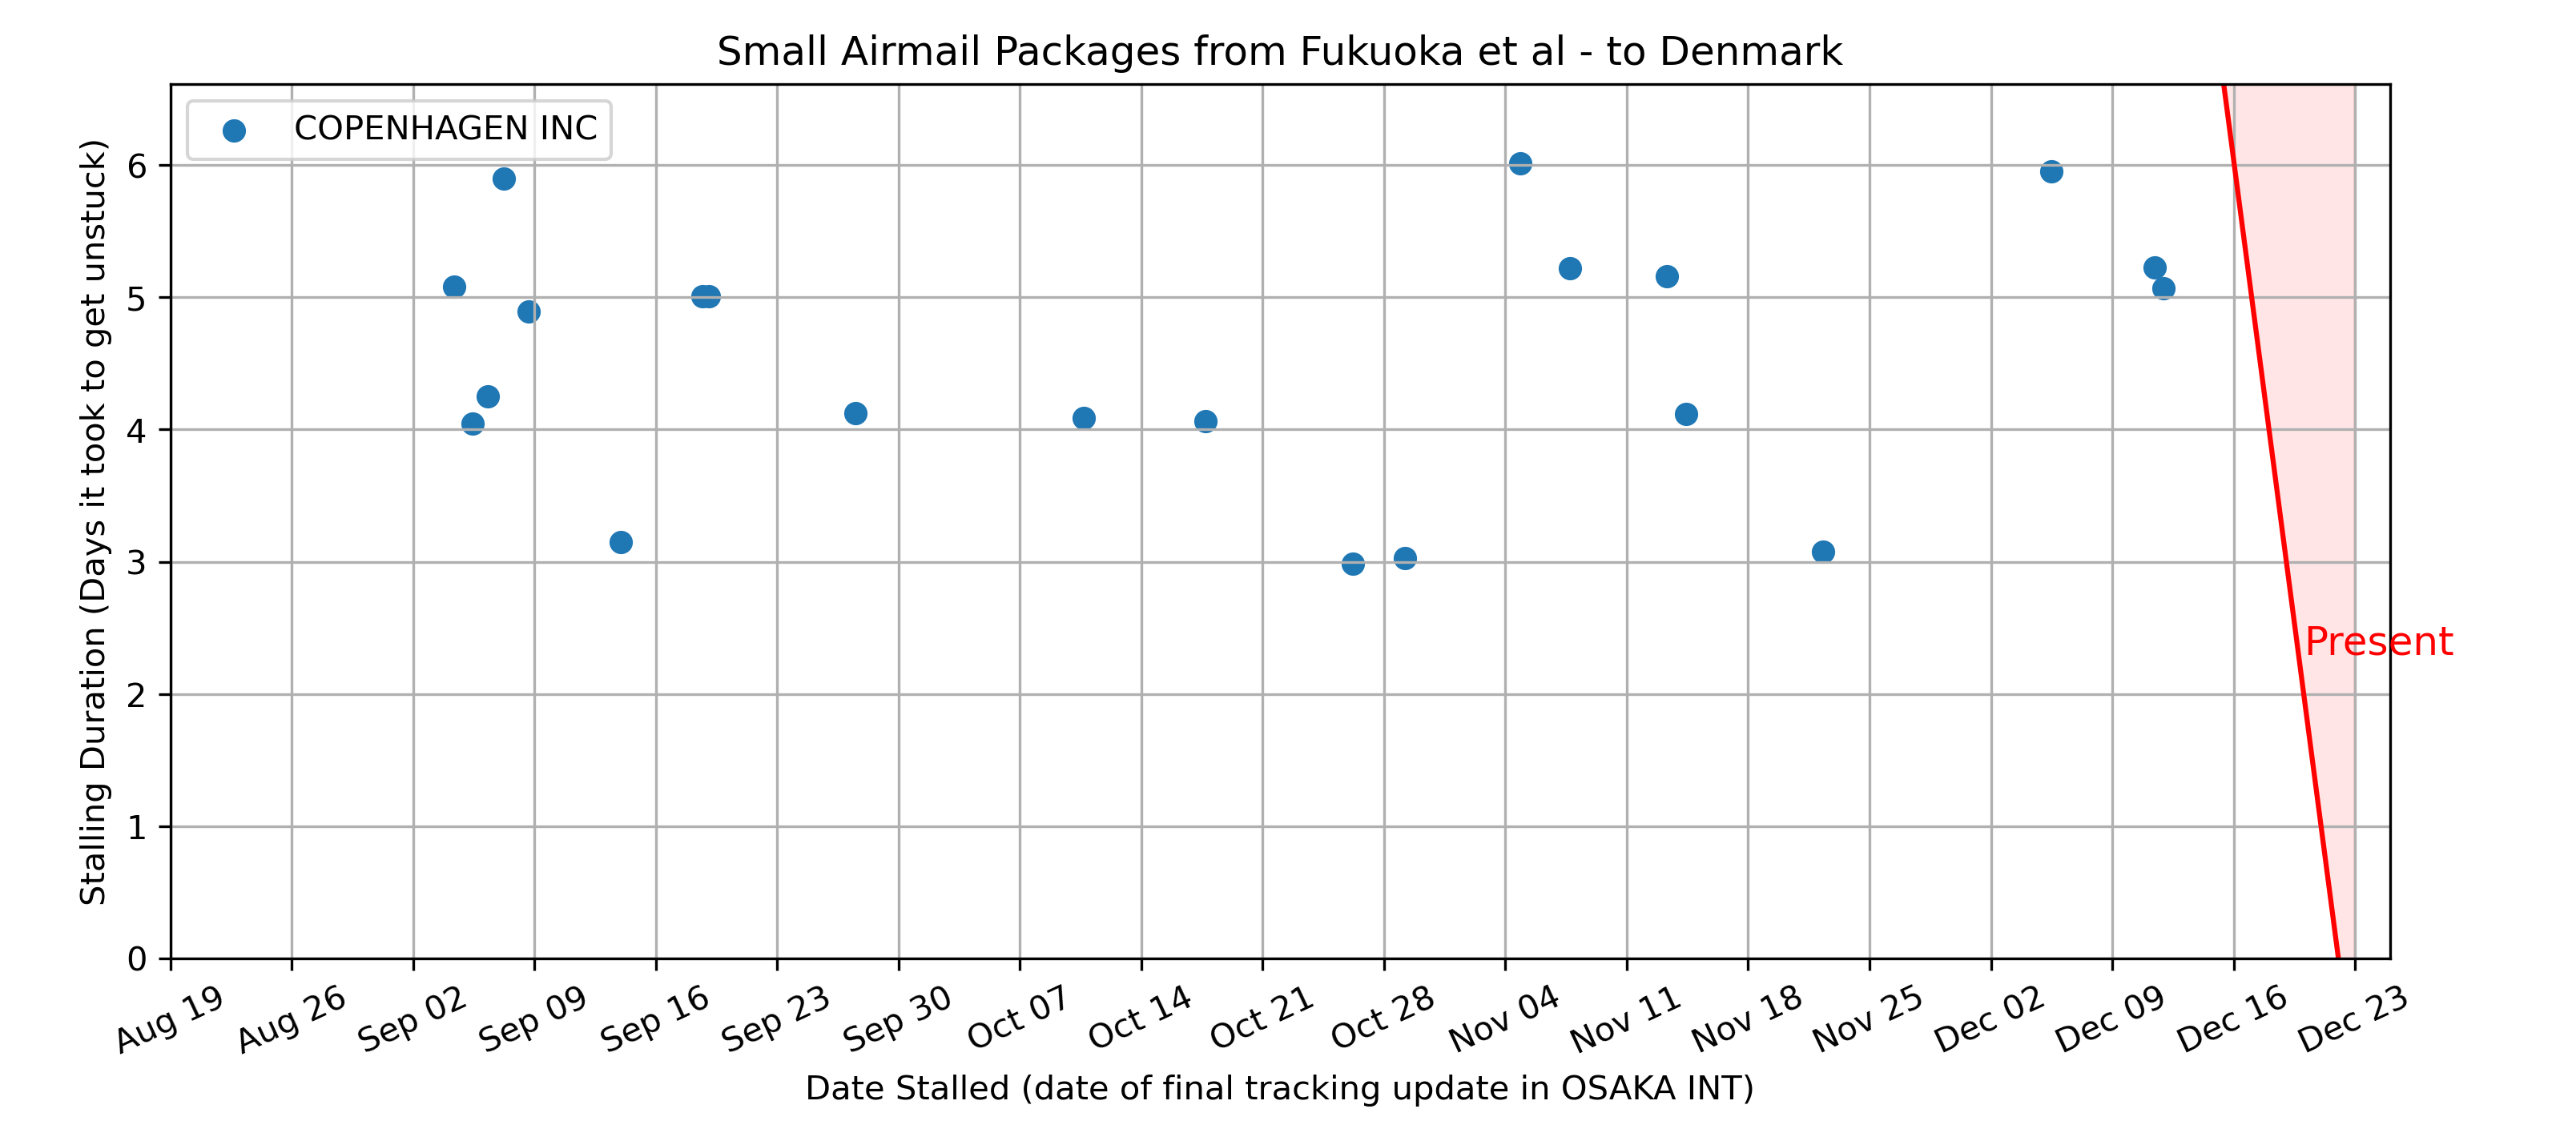 Small Airmail Packages from Fukuoka et al - to Denmark
COPENHAGEN INC
Stalling Duration (Days it took to get unstuck)
6
5
4
3
2
1
0
Present
Aug 19
Aug 26
Sep 02
Sep 09
Sep 16
Sep 23
Sep 30
Oct 07
Oct 14
Oct 21
Oct 28
Nov 04
Nov 11
Nov 18
Nov 25
Dec 02
Dec 09
Dec 16
Dec 23
Date Stalled (date of final tracking update in OSAKA INT)